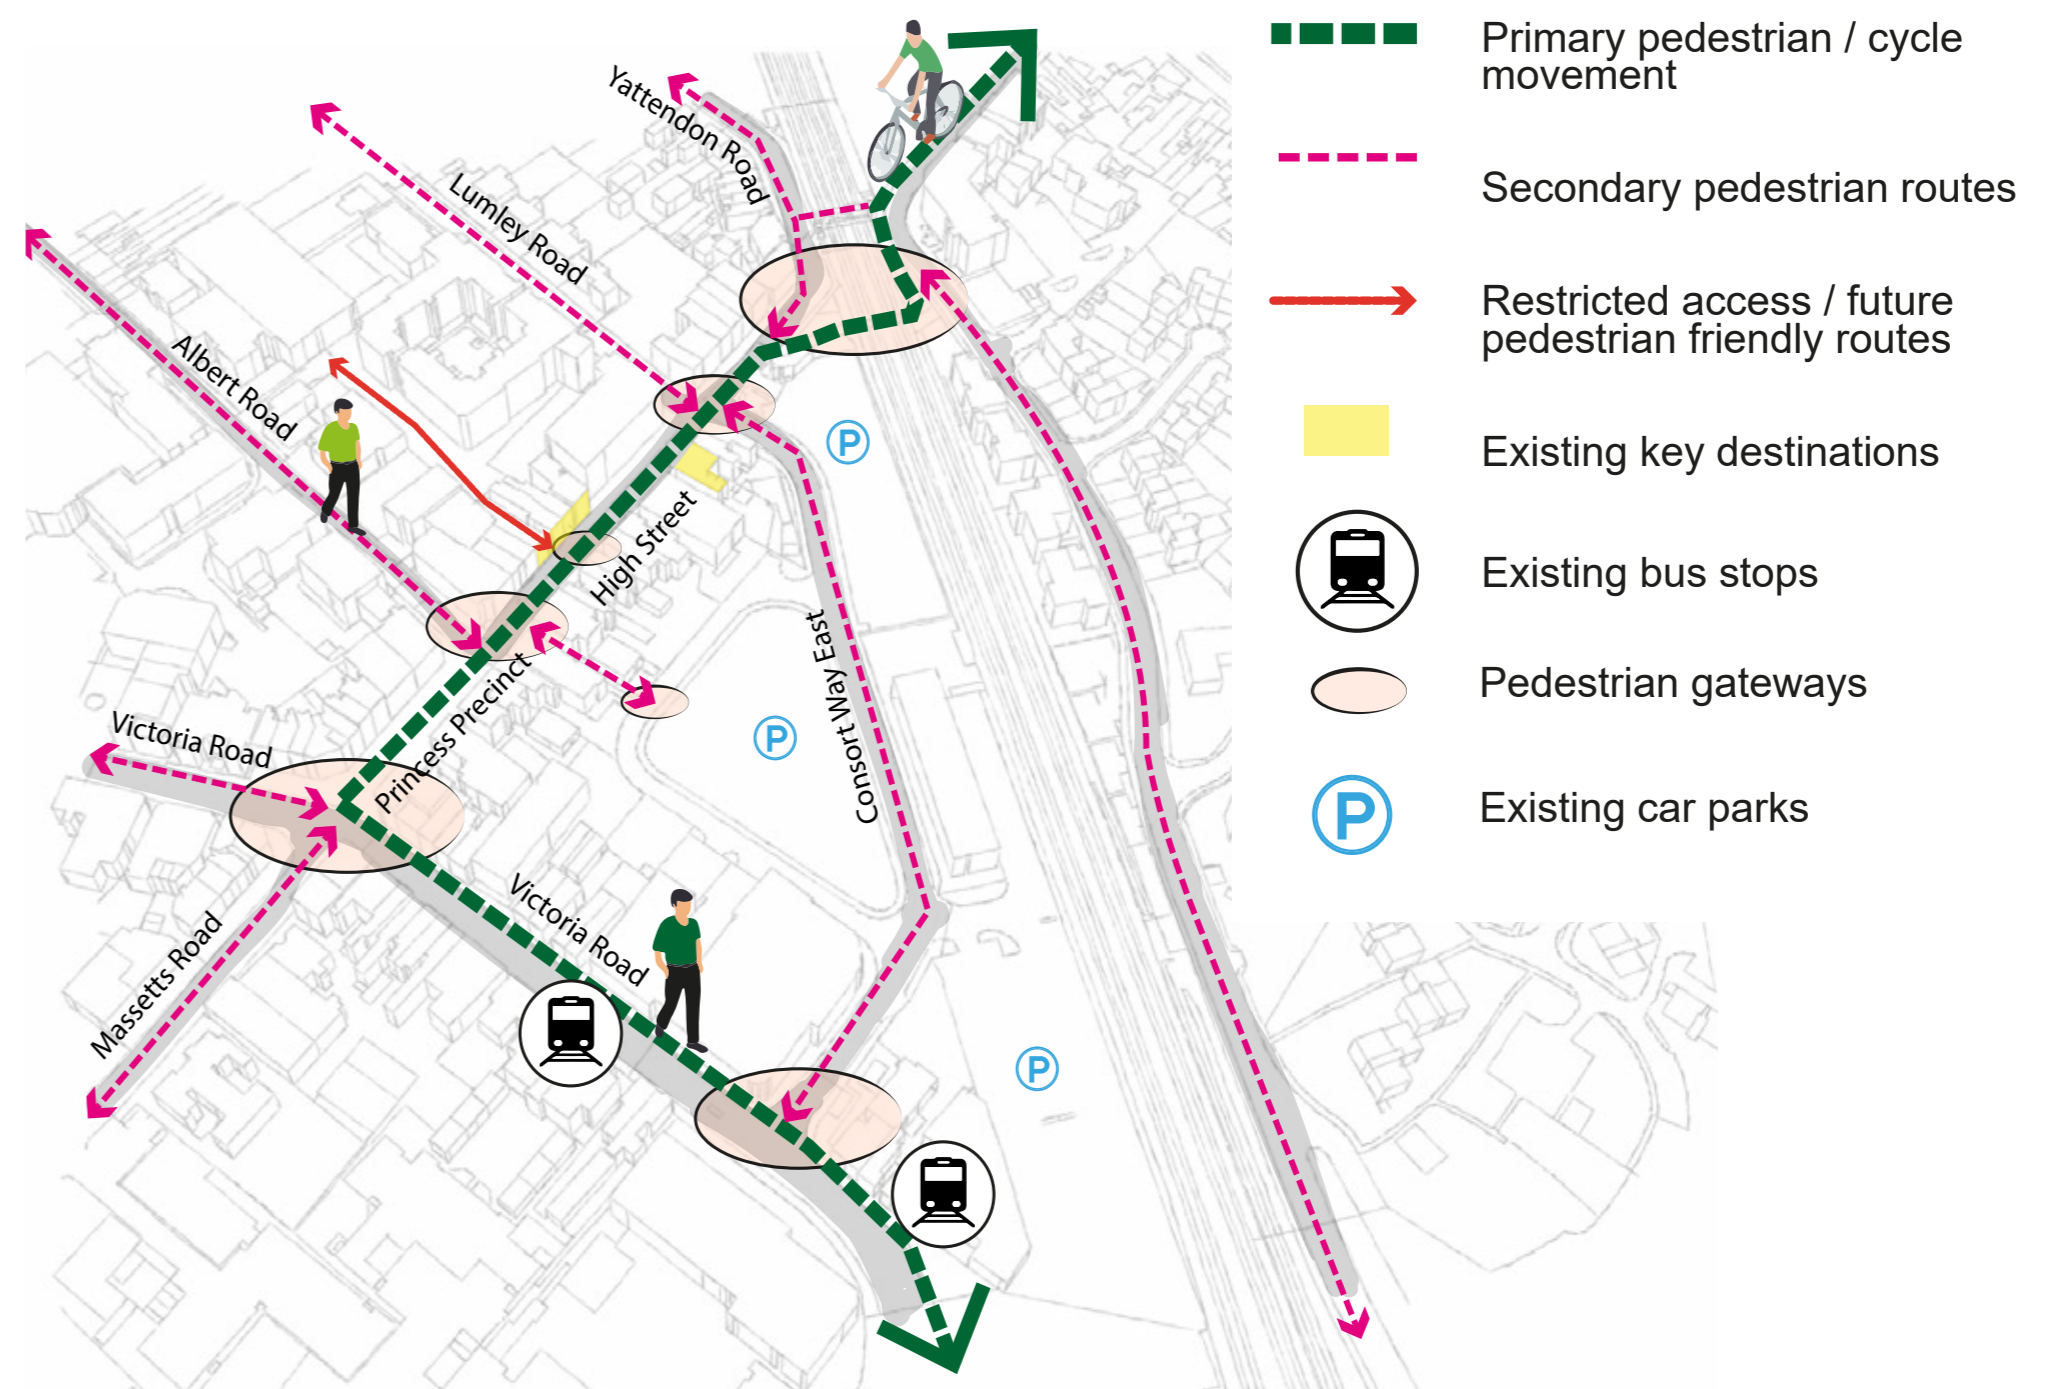 Yattendon Road
Lumley Road
Albert Road
High Street
Princess Precinct
Consort Way East
Victoria Road
Victoria Road
Massetts Road
P
P
P
Primary pedestrian / cycle
movement
Secondary pedestrian routes
Restricted access / future
pedestrian friendly routes
Existing key destinations
Existing bus stops
Pedestrian gateways
P
Existing car parks